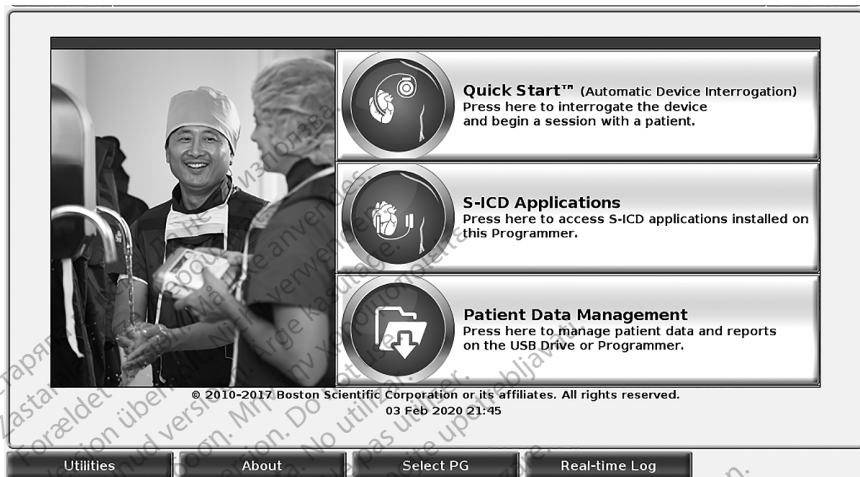 Quick Start™ (Automatic Device Interrogation)
Press here to interrogate the device
and begin a session with a patient.
S-ICD Applications
Press here to access S-ICD applications installed on
this Programmer.
Patient Data Management
Press here to manage patient data and reports
on the USB Drive or Programmer.
© 2010-2017 Boston Scientific Corporation or its affiliates. All rights reserved.
03 Feb 2020 21:45
Utilities
About
Select PG
Real-time Log